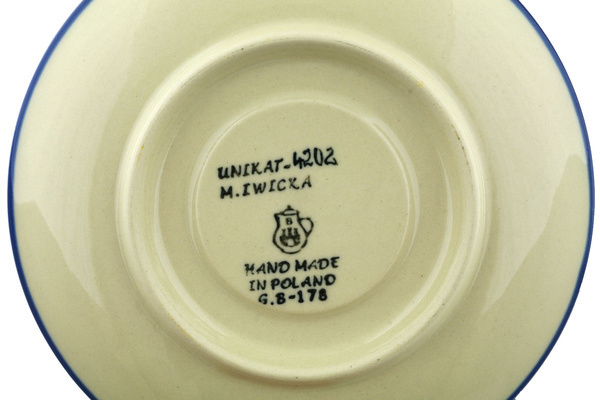 UNIKAT-4202
M.IWICKA
B
HAND MADE
IN POLAND
G.B-178